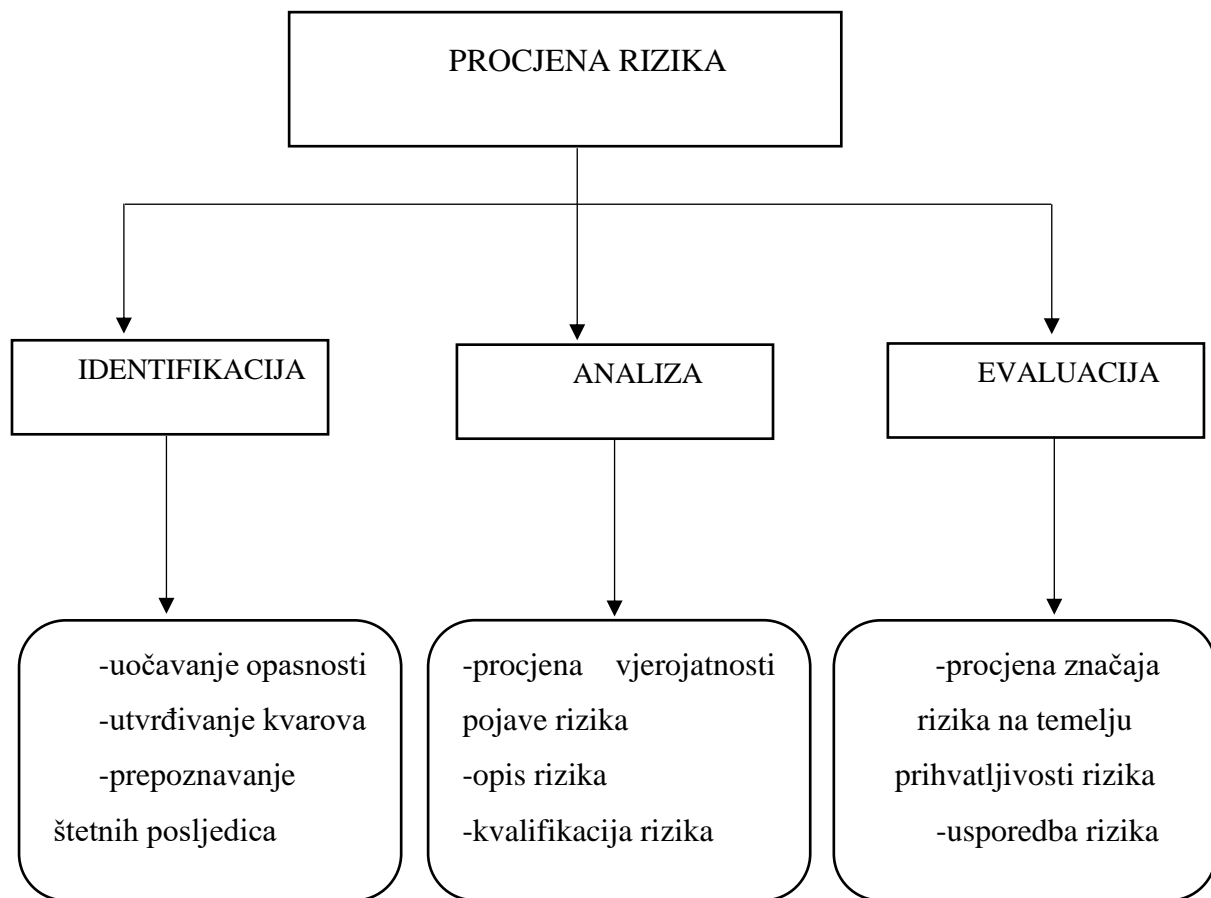 PROCJENA RIZIKA
IDENTIFIKACIJA
ANALIZA
EVALUACIJA
-uočavanje opasnosti
-utvrđivanje kvarova
-prepoznavanje
štetnih posljedica
-procjena vjerojatnosti
pojave rizika
-opis rizika
-kvalifikacija rizika
-procjena značaja
rizika na temelju
prihvatljivosti rizika
-usporedba rizika